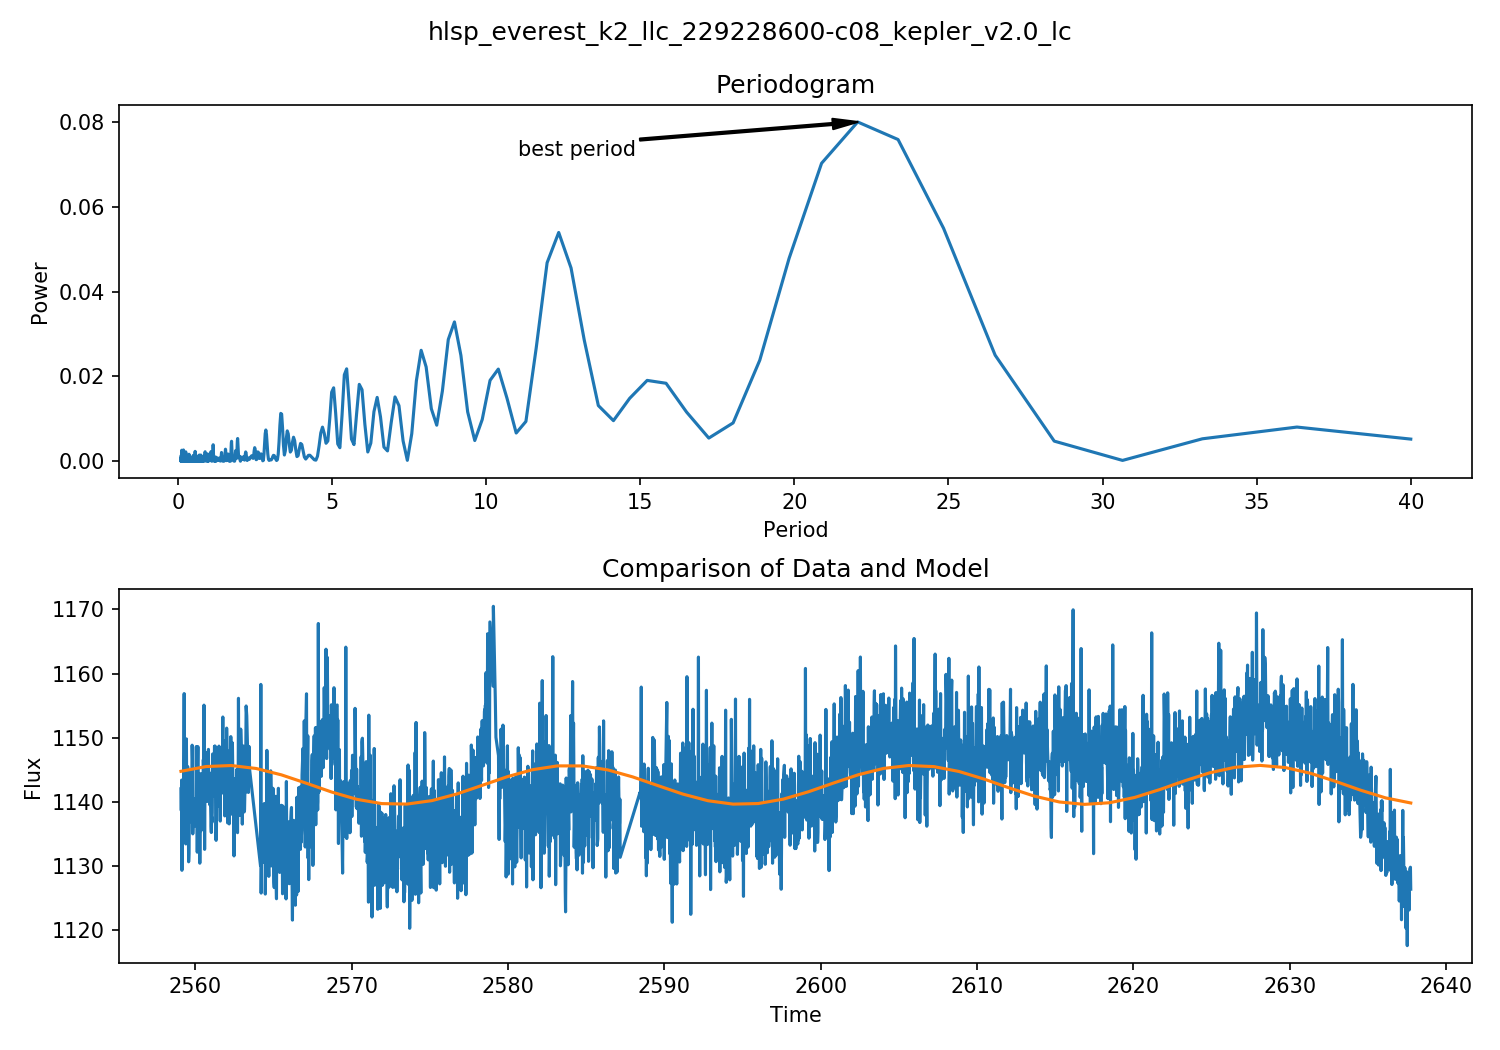 hlsp_everest_k2_llc_229228600-c08_kepler_v2.0_lc
Periodogram
0.08
0.06
0.04
0.02
0.00
Power
best period
0 5 10 15 20 25 30 35 40
Period
Comparison of Data and Model
1170
1160
1150
1140
1130
1120
Flux
2560 2570 2580 2590 2600 2610 2620 2630 2640
Time